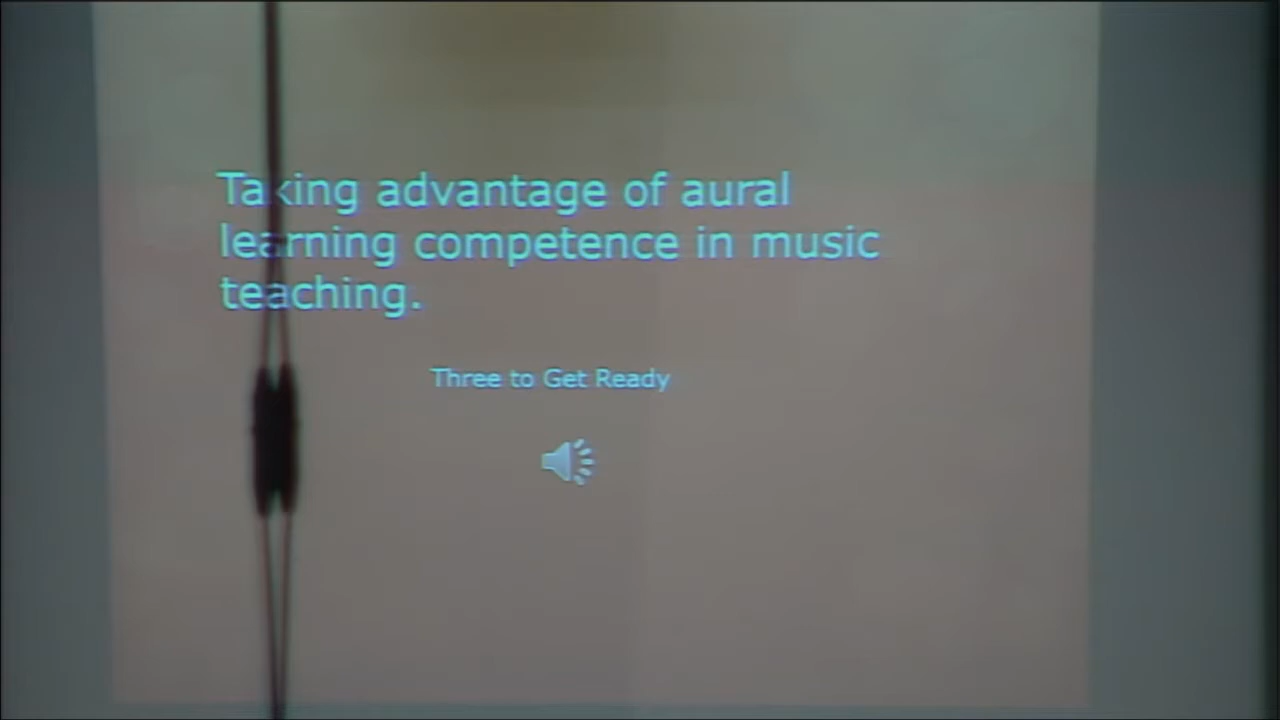 Taking advantage of aural
learning competence in music
teaching.
Three to Get Ready